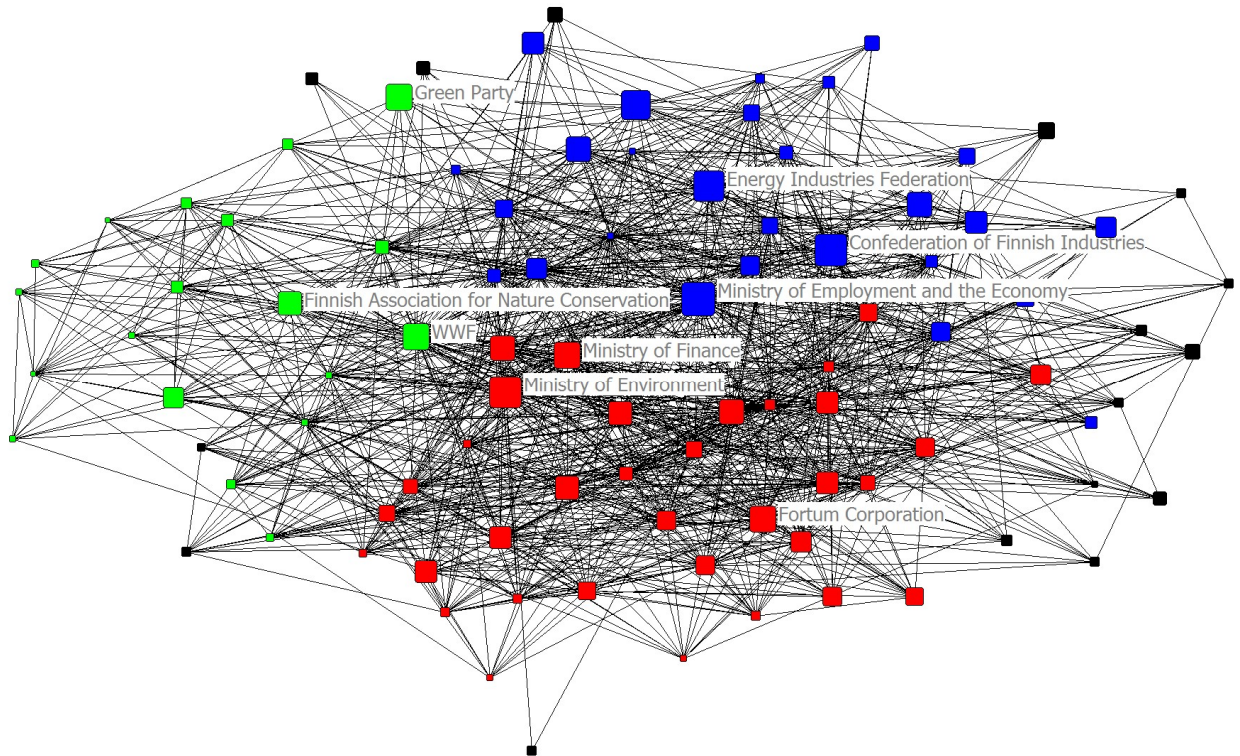 Green Party
Energy Industries Federation
Confederation of Finnish Industries
Ministry of Employment and the Economy
Finnish Association for Nature Conservation
WWF
Ministry of Finance
Ministry of Environment
Fortum Corporation